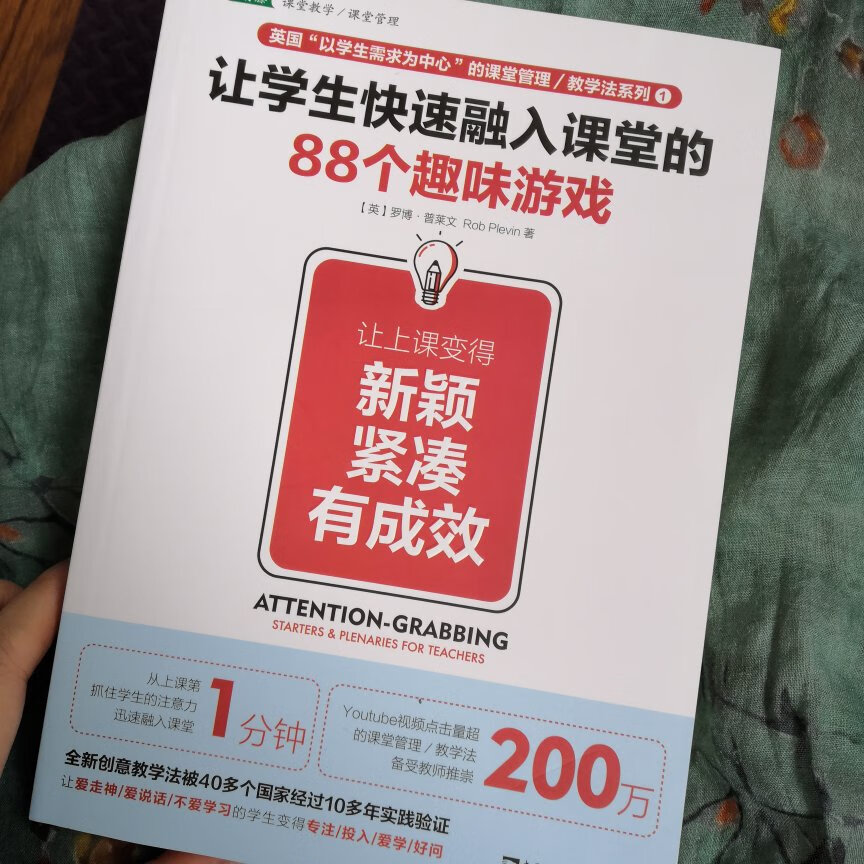 课堂教学/课堂管理
英国“以学生需求为中心”的课堂管理/教学法系列1
让学生快速融入课堂的
88个趣味游戏
【英】罗博·普莱文 Rob Plevin 著
让上课变得
新颖
紧凑
有成效
ATTENTION-GRABBING
STARTERS & PLENARIES FOR TEACHERS
从上课第
抓住学生的注意力
迅速融入课堂
1分钟
Youtube视频点击量超
的课堂管理/教学法
备受教师推崇
200万
全新创意教学法被40多个国家经过10多年实践验证
让爱走神/爱说话/不爱学习的学生变得专注/投入/爱学/好问